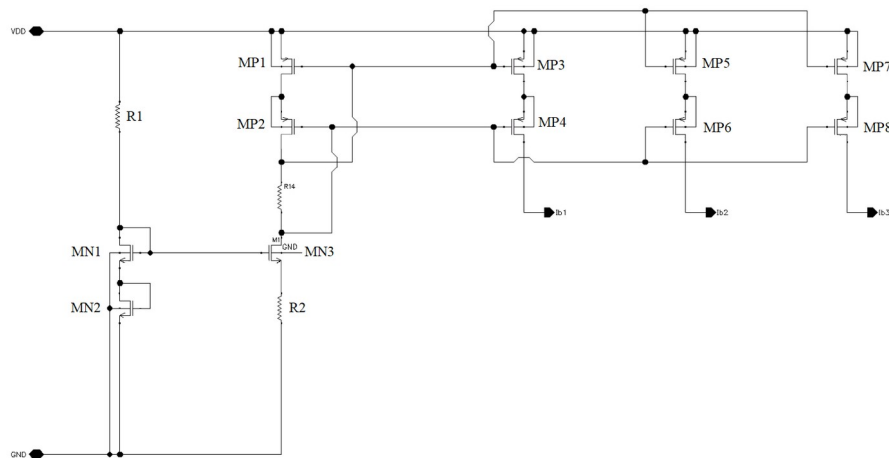 VDD
MP1
MP3
MP5
MP7
R1
MP2
MP4
MP6
MP8
R14
Ib1
Ib2
Ib3
M1
GND
MN1
MN3
MN2
R2
GND